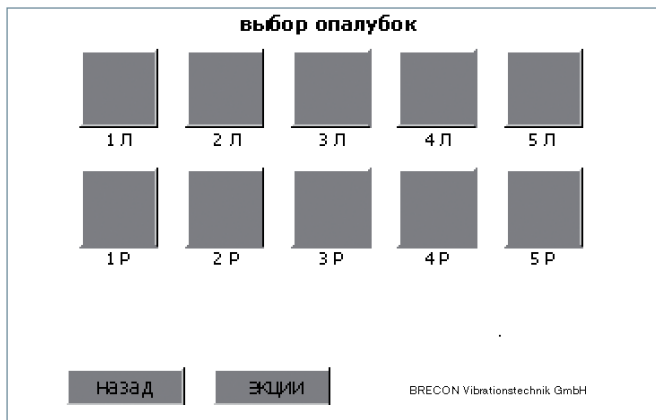 выбор опалубок
1 Л 2 Л 3 Л 4 Л 5 Л
1 Р 2 Р 3 Р 4 Р 5 Р
назад экции BRECON Vibrationstechnik GmbH